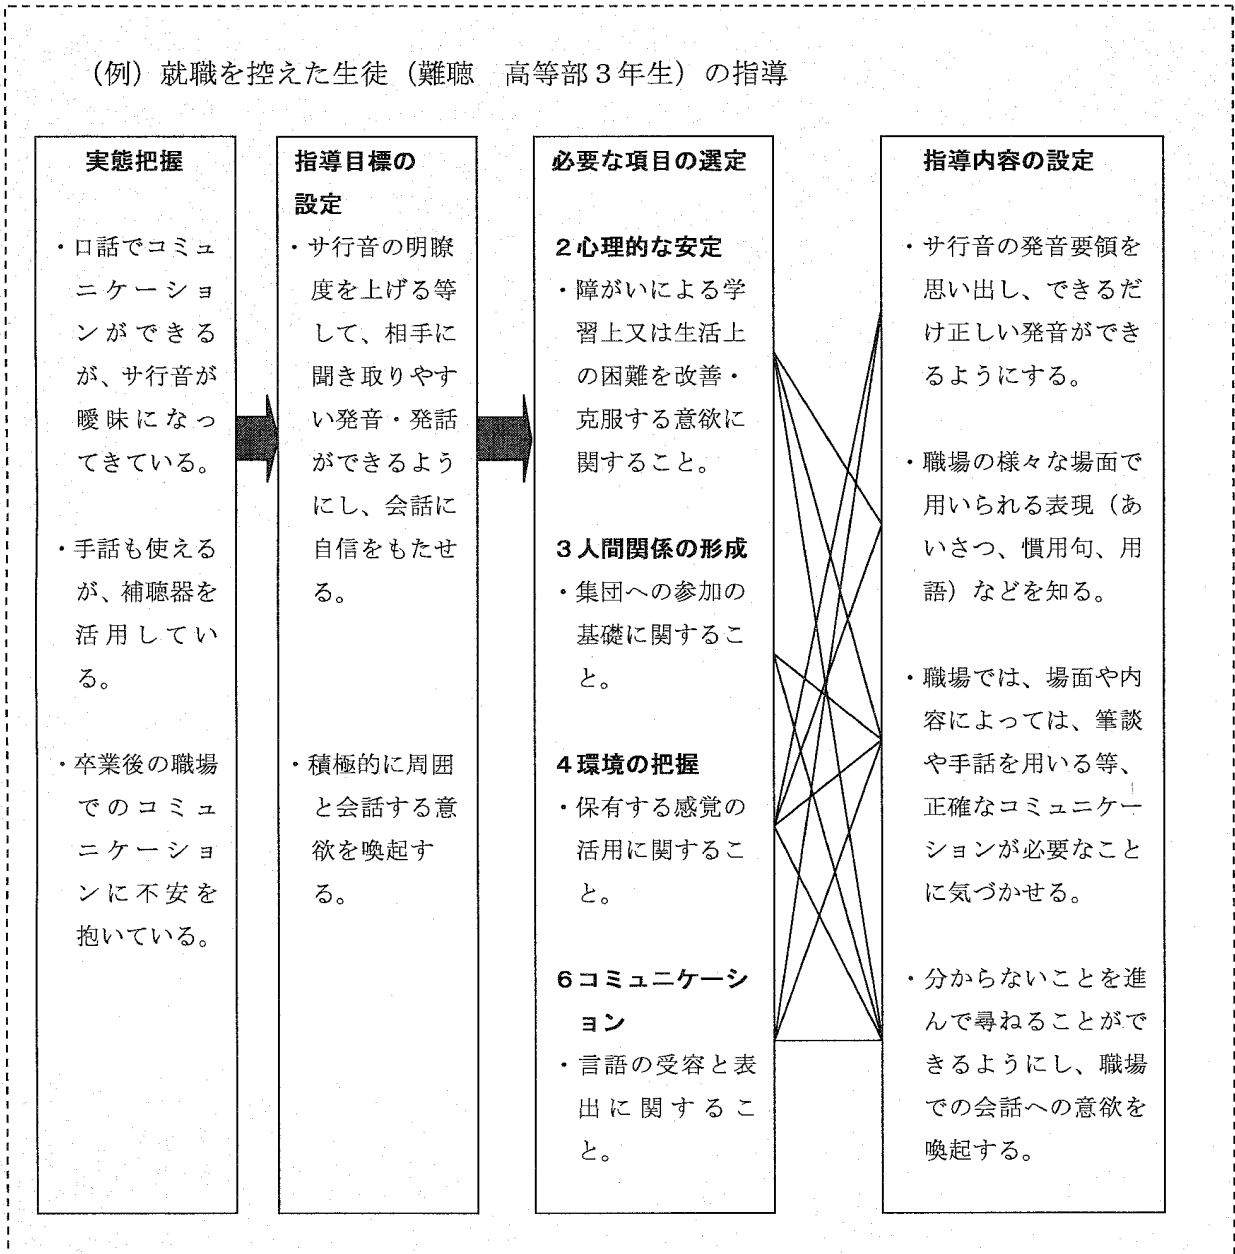 （例）就職を控えた生徒（難聴　高等部３年生）の指導
実態把握
・口話でコミュ
ニケーショ
ンができる
が、サ行音が
曖昧になっ
てきている。
・手話も使える
が、補聴器を
活用してい
る。
・卒業後の職場
でのコミュ
ニケーショ
ンに不安を
抱いている。
指導目標の
設定
・サ行音の明瞭
度を上げる等
して、相手に
聞き取りやす
い発音・発話
ができるよう
にし、会話に
自信をもたせ
る。
・積極的に周囲
と会話する意
欲を喚起す
る。
必要な項目の選定
２心理的な安定
・障がいによる学
習上又は生活上
の困難を改善・
克服する意欲に
関すること。
３人間関係の形成
・集団への参加の
基礎に関するこ
と。
４環境の把握
・保有する感覚の
活用に関するこ
と。
６コミュニケーシ
ョン
・言語の受容と表
出に関するこ
と。
指導内容の設定
・サ行音の発音要領を
思い出し、できるだ
け正しい発音ができ
るようにする。
・職場の様々な場面で
用いられる表現（あ
いさつ、慣用句、用
語）などを知る。
・職場では、場面や内
容によっては、筆談
や手話を用いる等、
正確なコミュニケー
ションが必要なこと
に気づかせる。
・分からないことを進
んで尋ねることがで
きるようにし、職場
での会話への意欲を
喚起する。